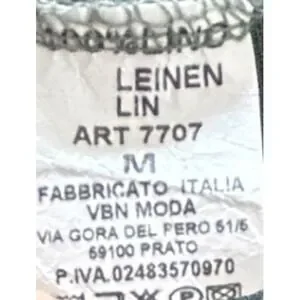 100%LINO
LEINEN
LIN
ART 7707
M
FABBRICATO ITALIA
VBN MODA
VIA GORA DEL PERO 51/5
59100 PRATO
P.IVA.02483570970